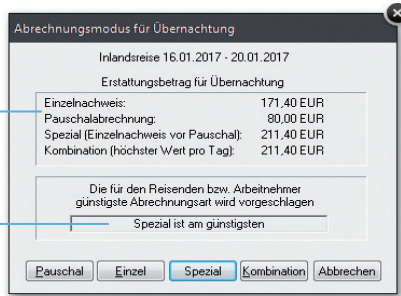 Abrechnungsmodus für Übernachtung
Inlandsreise 16.01.2017 - 20.01.2017
Erstattungsbetrag für Übernachtung
Einzelnachweis: 171,40 EUR
Pauschalabrechnung: 80,00 EUR
Spezial (Einzelnachweis vor Pauschal): 211,40 EUR
Kombination (höchster Wert pro Tag): 211,40 EUR
Die für den Reisenden bzw. Arbeitnehmer
günstigste Abrechnungsart wird vorgeschlagen
Spezial ist am günstigsten
Pauschal Einzel Spezial Kombination Abbrechen